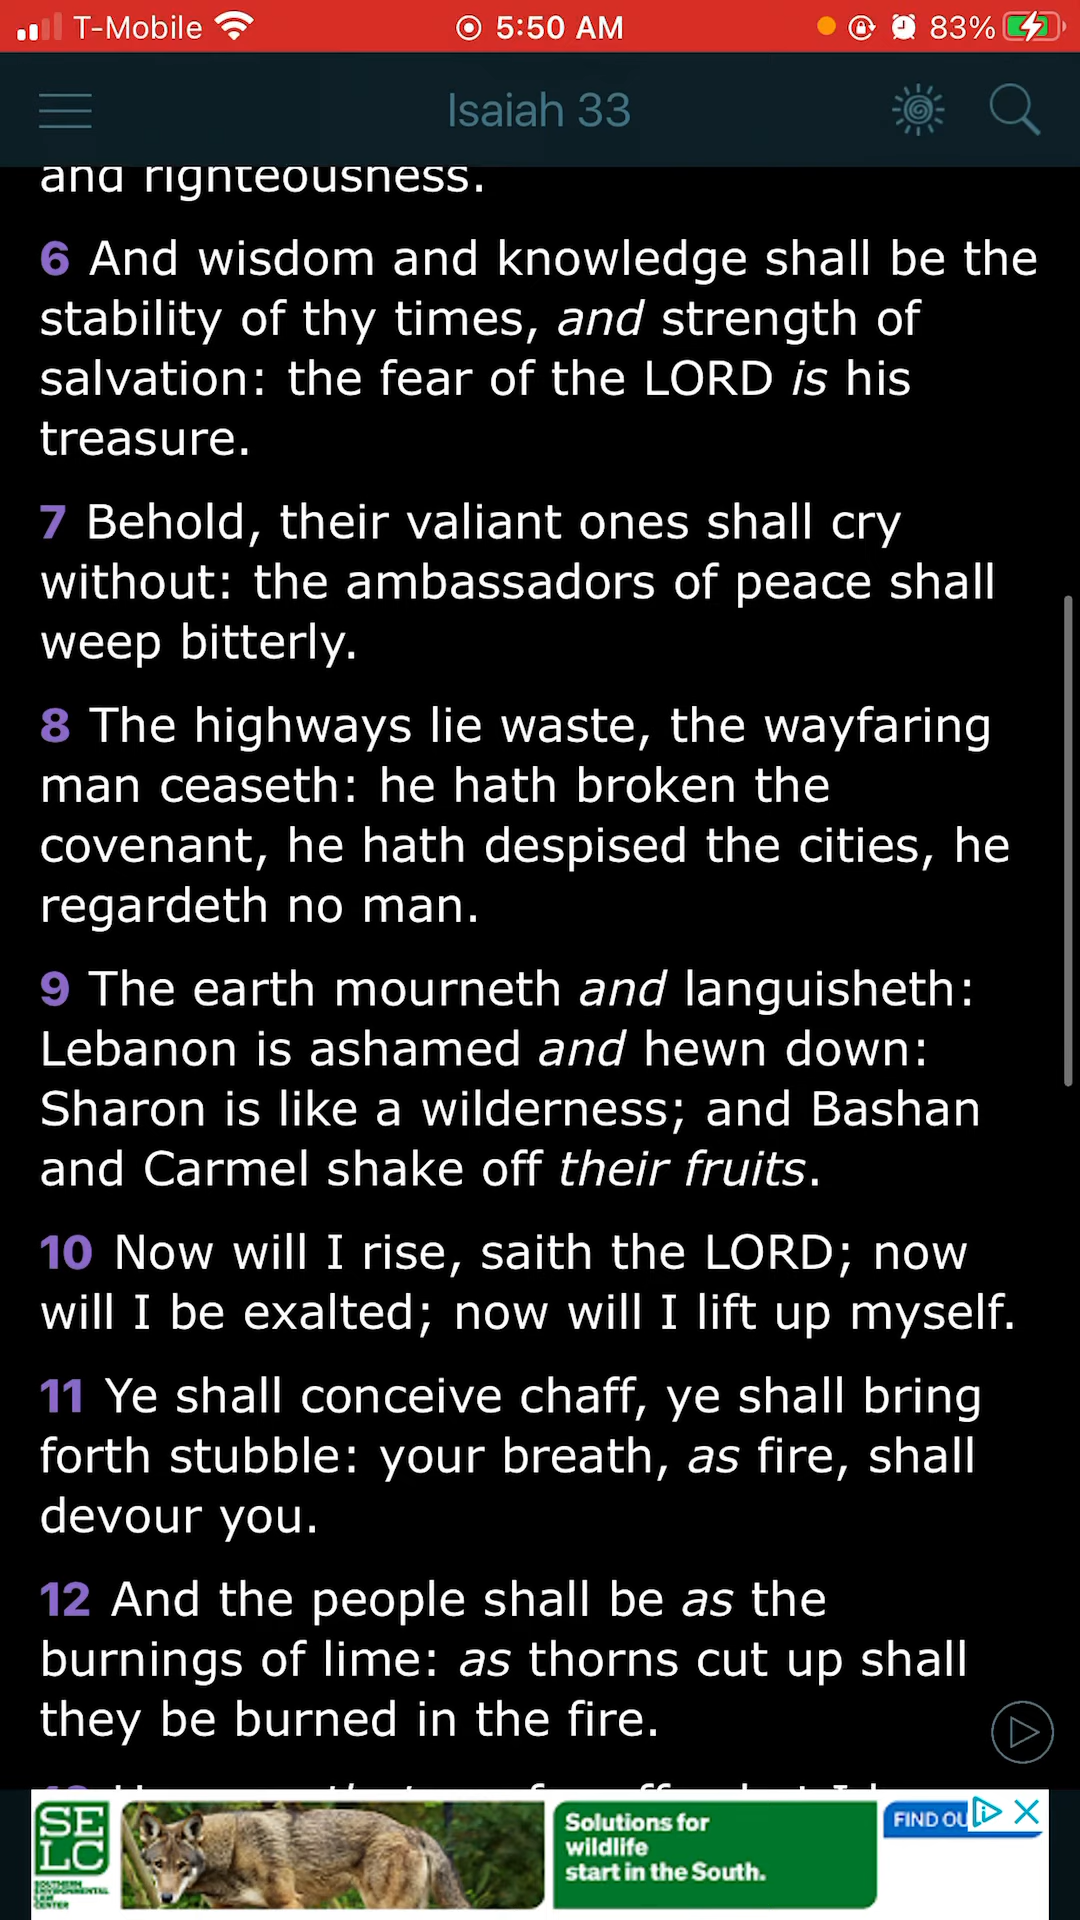 T-Mobile 5:50 AM 83%
Isaiah 33
and righteousness.
6 And wisdom and knowledge shall be the
stability of thy times, and strength of
salvation: the fear of the LORD is his
treasure.
7 Behold, their valiant ones shall cry
without: the ambassadors of peace shall
weep bitterly.
8 The highways lie waste, the wayfaring
man ceaseth: he hath broken the
covenant, he hath despised the cities, he
regardeth no man.
9 The earth mourneth and languisheth:
Lebanon is ashamed and hewn down:
Sharon is like a wilderness; and Bashan
and Carmel shake off their fruits.
10 Now will I rise, saith the LORD; now
will I be exalted; now will I lift up myself.
11 Ye shall conceive chaff, ye shall bring
forth stubble: your breath, as fire, shall
devour you.
12 And the people shall be as the
burnings of lime: as thorns cut up shall
they be burned in the fire.
SE
LC
SOUTHERN
ENVIRONMENTAL
LAW
CENTER
Solutions for
wildlife
start in the South.
FIND OU